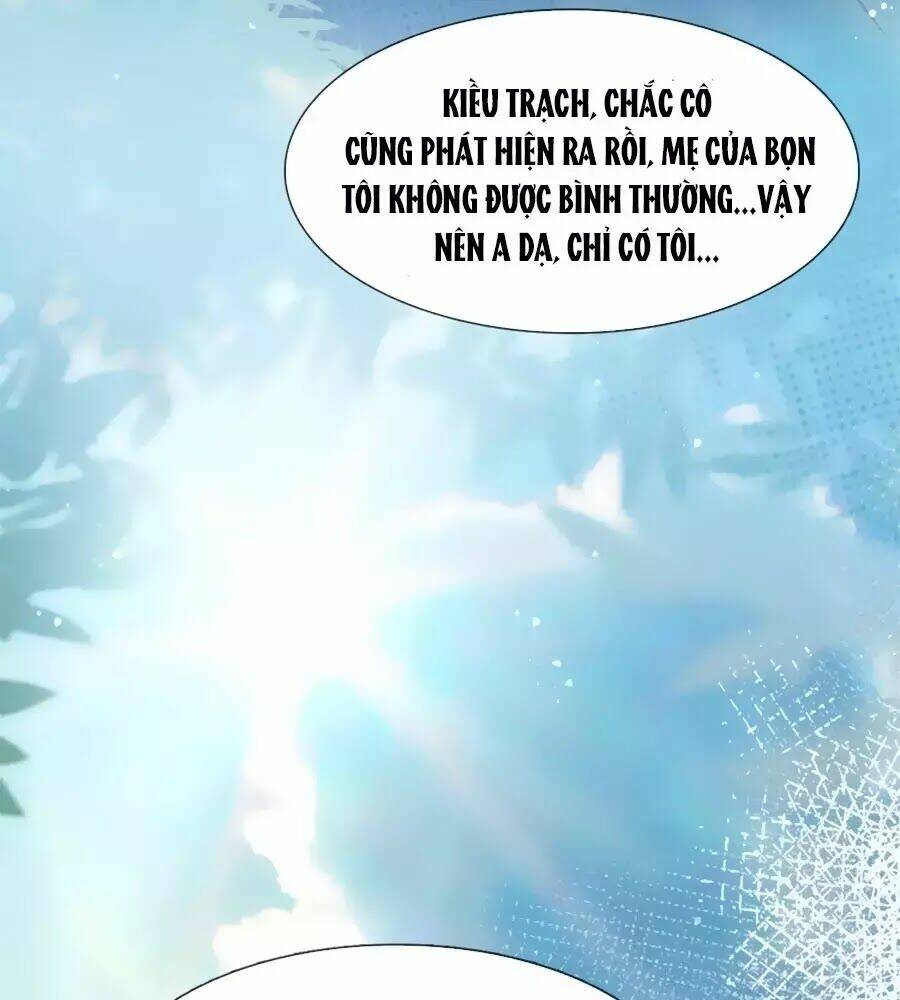 KIỀU TRẠCH, CHẮC CÔ
CŨNG PHÁT HIỆN RA RỒI, MẸ CỦA BỌN
TÔI KHÔNG ĐƯỢC BÌNH THƯỜNG...VẬY
NÊN A DẠ, CHỈ CÓ TÔI...